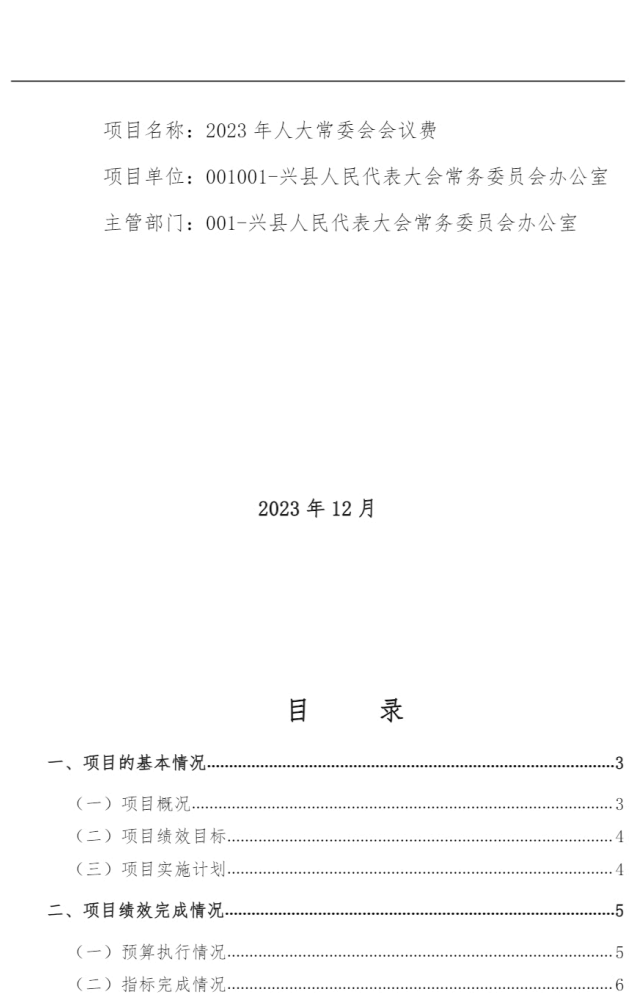 项目名称：2023 年人大常委会会议费
项目单位：001001-兴县人民代表大会常务委员会办公室
主管部门：001-兴县人民代表大会常务委员会办公室
2023 年 12 月
目 录
一、项目的基本情况....................3
（一）项目概况....................3
（二）项目绩效目标....................4
（三）项目实施计划....................4
二、项目绩效完成情况....................5
（一）预算执行情况....................5
（二）指标完成情况....................6